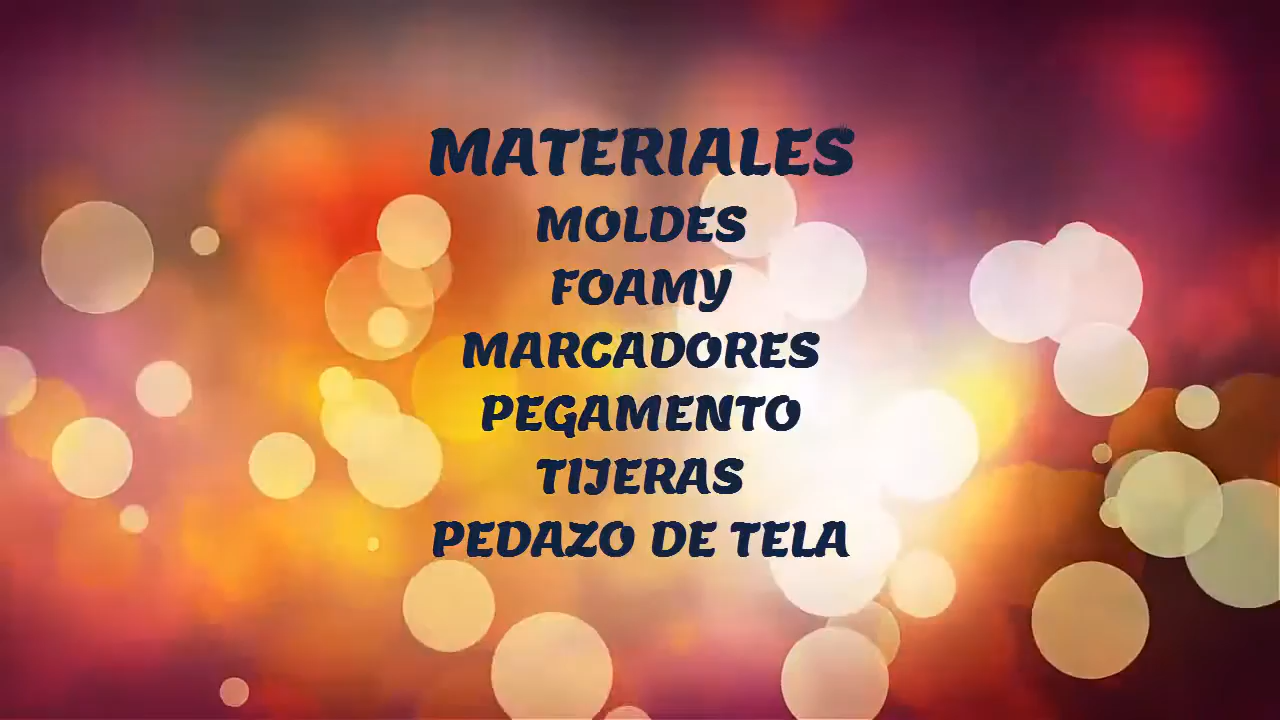 MATERIALES
MOLDES
FOAMY
MARCADORES
PEGAMENTO
TIJERAS
PEDAZO DE TELA